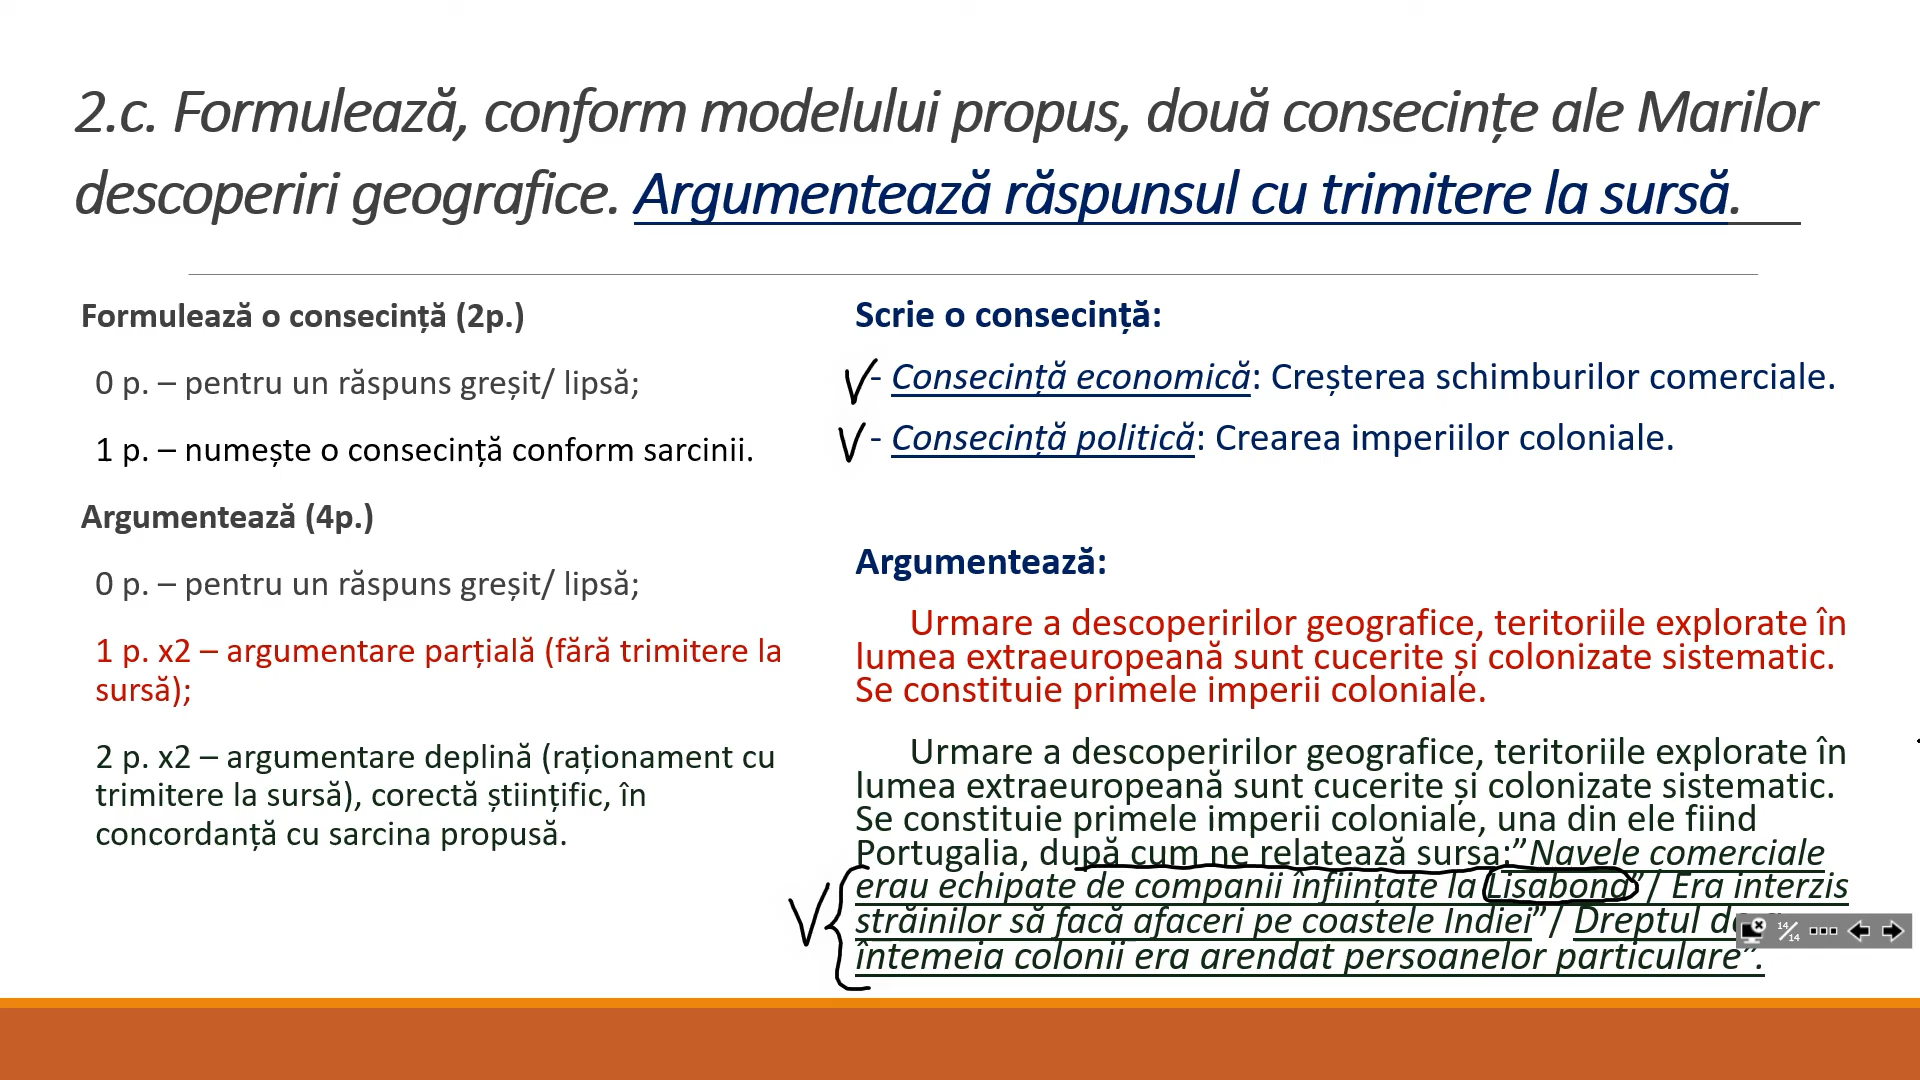 2.c. Formulează, conform modelului propus, două consecințe ale Marilor
descoperiri geografice. Argumentează răspunsul cu trimitere la sursă.
Formulează o consecință (2p.)
0 p. – pentru un răspuns greșit/ lipsă;
1 p. – numește o consecință conform sarcinii.
Argumentează (4p.)
0 p. – pentru un răspuns greșit/ lipsă;
1 p. x2 – argumentare parțială (fără trimitere la
sursă);
2 p. x2 – argumentare deplină (raționament cu
trimitere la sursă), corectă științific, în
concordanță cu sarcina propusă.
Scrie o consecință:
- Consecință economică: Creșterea schimburilor comerciale.
- Consecință politică: Crearea imperiilor coloniale.
Argumentează:
Urmare a descoperirilor geografice, teritoriile explorate în
lumea extraeuropeană sunt cucerite și colonizate sistematic.
Se constituie primele imperii coloniale.
Urmare a descoperirilor geografice, teritoriile explorate în
lumea extraeuropeană sunt cucerite și colonizate sistematic.
Se constituie primele imperii coloniale, una din ele fiind
Portugalia, după cum ne relatează sursa:”Navele comerciale
erau echipate de companii înființate la Lisabona”/ Era interzis
străinilor să facă afaceri pe coastele Indiei”/ Dreptul
întemeia colonii era arendat persoanelor particulare”.
14/14